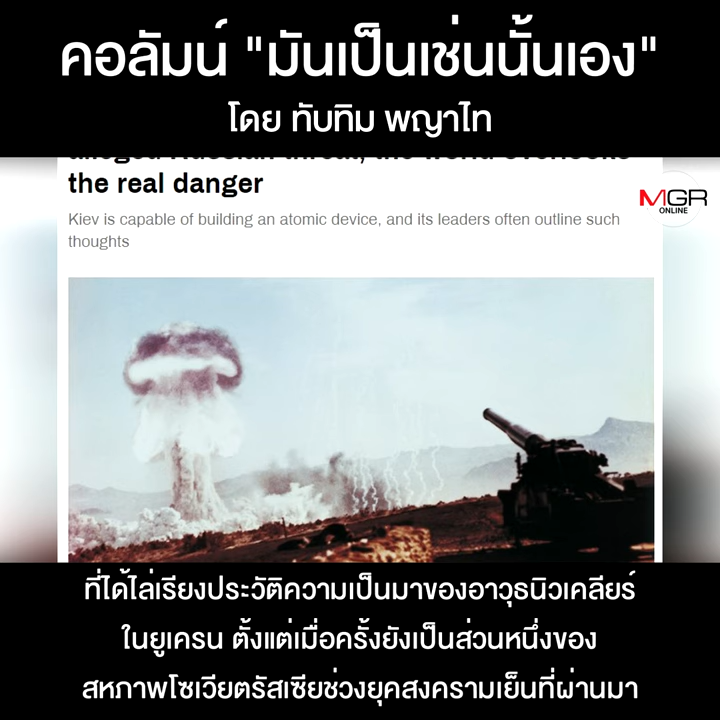 คอลัมน์ "มันเป็นเช่นนั้นเอง"
โดย ทับทิม พญาไท
the real danger
Kiev is capable of building an atomic device, and its leaders often outline such
thoughts
MGR
ONLINE
ที่ได้ไล่เรียงประวัติความเป็นมาของอาวุธนิวเคลียร์
ในยูเครน ตั้งแต่เมื่อครั้งยังเป็นส่วนหนึ่งของ
สหภาพโซเวียตรัสเซียช่วงยุคสงครามเย็นที่ผ่านมา